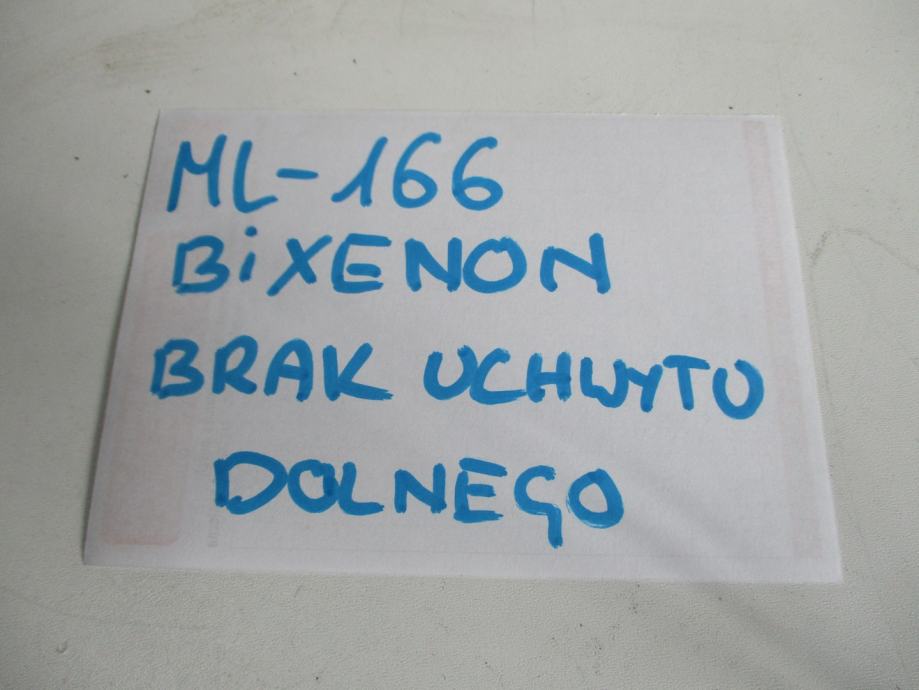 ML-166
BiXENON
BRAK UCHWYTU
DOLNEGO